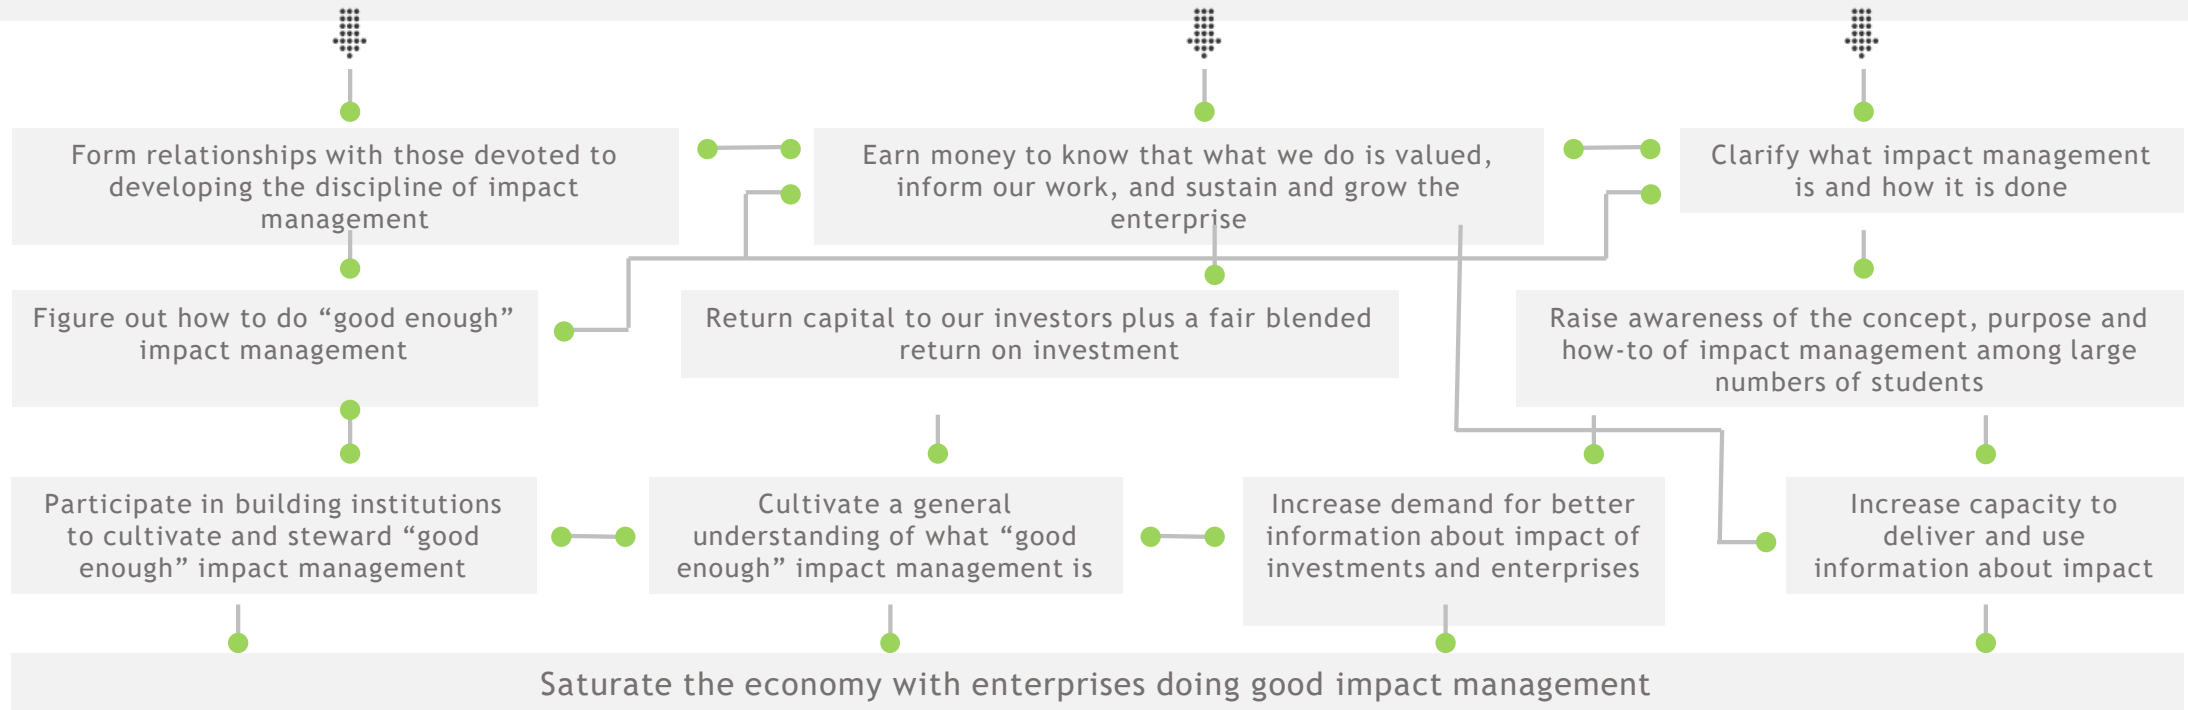 Form relationships with those devoted to
developing the discipline of impact
management
Earn money to know that what we do is valued,
inform our work, and sustain and grow the
enterprise
Clarify what impact management
is and how it is done
Figure out how to do “good enough”
impact management
Return capital to our investors plus a fair blended
return on investment
Raise awareness of the concept, purpose and
how-to of impact management among large
numbers of students
Participate in building institutions
to cultivate and steward “good
enough” impact management
Cultivate a general
understanding of what “good
enough” impact management is
Increase demand for better
information about impact of
investments and enterprises
Increase capacity to
deliver and use
information about impact
Saturate the economy with enterprises doing good impact management